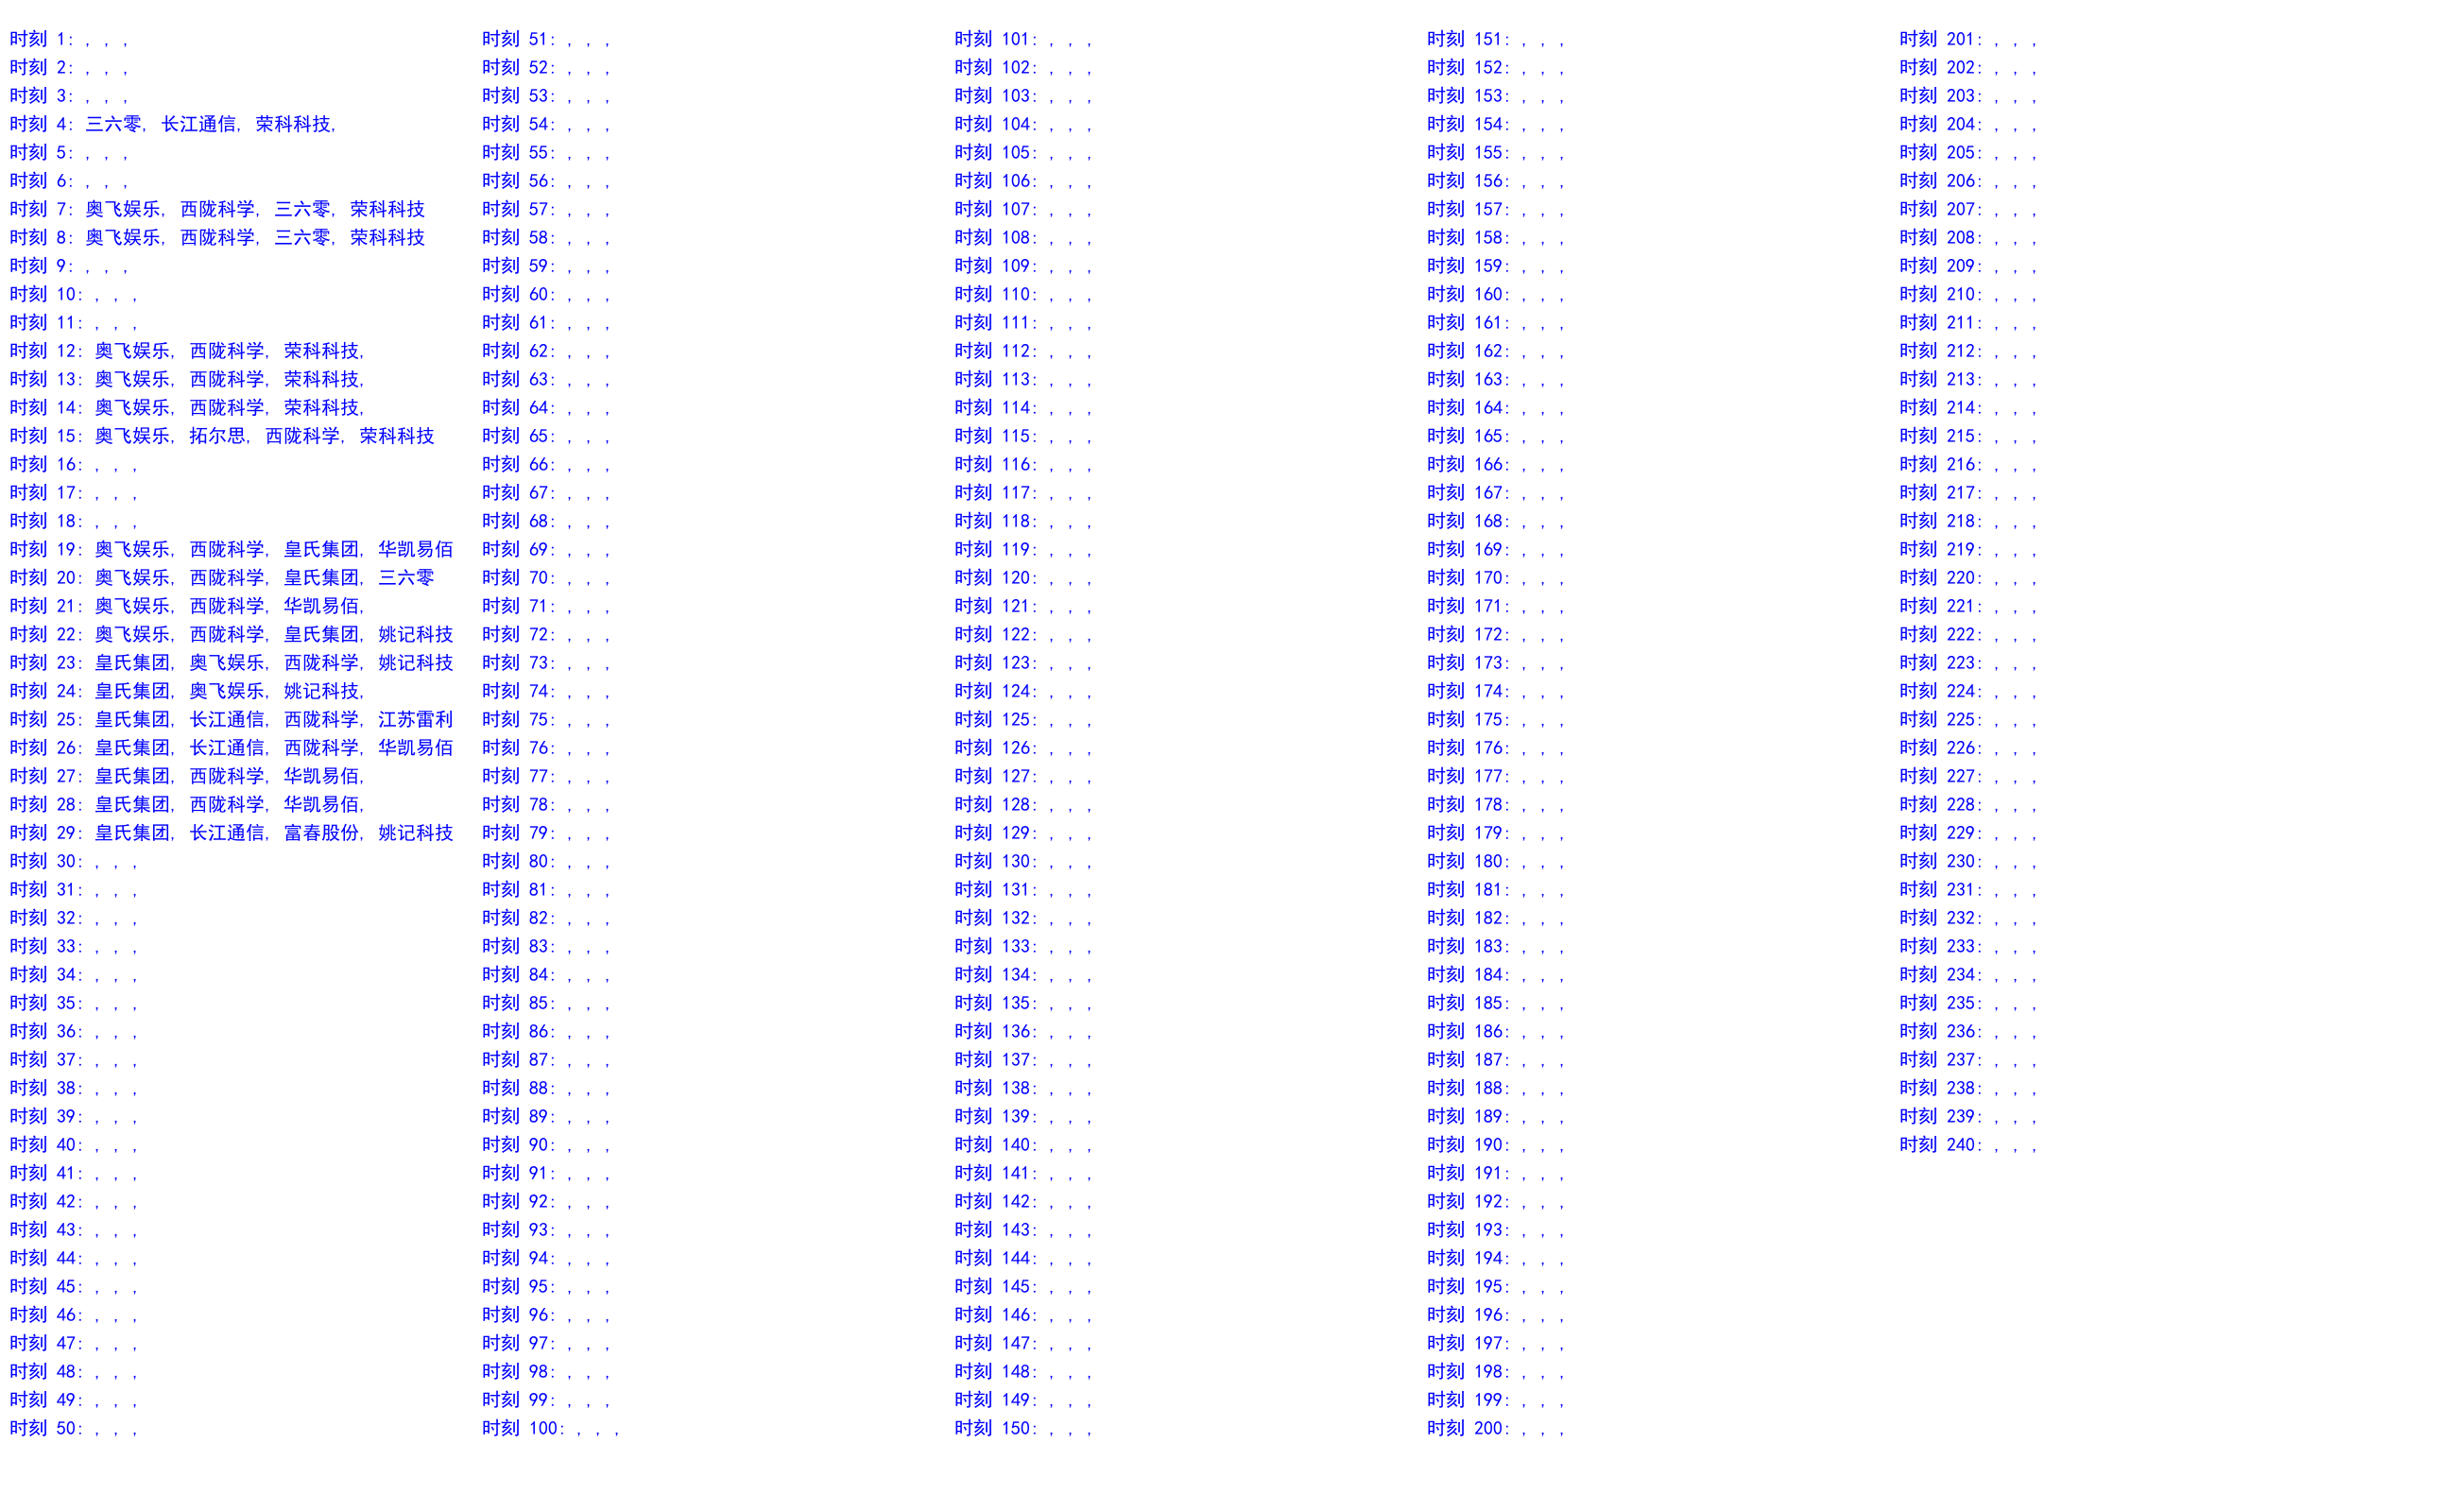 时刻 1: , , ,
时刻 2: , , ,
时刻 3: , , ,
时刻 4: 三六零, 长江通信, 荣科科技,
时刻 5: , , ,
时刻 6: , , ,
时刻 7: 奥飞娱乐, 西陇科学, 三六零, 荣科科技
时刻 8: 奥飞娱乐, 西陇科学, 三六零, 荣科科技
时刻 9: , , ,
时刻 10: , , ,
时刻 11: , , ,
时刻 12: 奥飞娱乐, 西陇科学, 荣科科技,
时刻 13: 奥飞娱乐, 西陇科学, 荣科科技,
时刻 14: 奥飞娱乐, 西陇科学, 荣科科技,
时刻 15: 奥飞娱乐, 拓尔思, 西陇科学, 荣科科技
时刻 16: , , ,
时刻 17: , , ,
时刻 18: , , ,
时刻 19: 奥飞娱乐, 西陇科学, 皇氏集团, 华凯易佰
时刻 20: 奥飞娱乐, 西陇科学, 皇氏集团, 三六零
时刻 21: 奥飞娱乐, 西陇科学, 华凯易佰,
时刻 22: 奥飞娱乐, 西陇科学, 皇氏集团, 姚记科技
时刻 23: 皇氏集团, 奥飞娱乐, 西陇科学, 姚记科技
时刻 24: 皇氏集团, 奥飞娱乐, 姚记科技,
时刻 25: 皇氏集团, 长江通信, 西陇科学, 江苏雷利
时刻 26: 皇氏集团, 长江通信, 西陇科学, 华凯易佰
时刻 27: 皇氏集团, 西陇科学, 华凯易佰,
时刻 28: 皇氏集团, 西陇科学, 华凯易佰,
时刻 29: 皇氏集团, 长江通信, 富春股份, 姚记科技
时刻 30: , , ,
时刻 31: , , ,
时刻 32: , , ,
时刻 33: , , ,
时刻 34: , , ,
时刻 35: , , ,
时刻 36: , , ,
时刻 37: , , ,
时刻 38: , , ,
时刻 39: , , ,
时刻 40: , , ,
时刻 41: , , ,
时刻 42: , , ,
时刻 43: , , ,
时刻 44: , , ,
时刻 45: , , ,
时刻 46: , , ,
时刻 47: , , ,
时刻 48: , , ,
时刻 49: , , ,
时刻 50: , , ,
时刻 51: , , ,
时刻 52: , , ,
时刻 53: , , ,
时刻 54: , , ,
时刻 55: , , ,
时刻 56: , , ,
时刻 57: , , ,
时刻 58: , , ,
时刻 59: , , ,
时刻 60: , , ,
时刻 61: , , ,
时刻 62: , , ,
时刻 63: , , ,
时刻 64: , , ,
时刻 65: , , ,
时刻 66: , , ,
时刻 67: , , ,
时刻 68: , , ,
时刻 69: , , ,
时刻 70: , , ,
时刻 71: , , ,
时刻 72: , , ,
时刻 73: , , ,
时刻 74: , , ,
时刻 75: , , ,
时刻 76: , , ,
时刻 77: , , ,
时刻 78: , , ,
时刻 79: , , ,
时刻 80: , , ,
时刻 81: , , ,
时刻 82: , , ,
时刻 83: , , ,
时刻 84: , , ,
时刻 85: , , ,
时刻 86: , , ,
时刻 87: , , ,
时刻 88: , , ,
时刻 89: , , ,
时刻 90: , , ,
时刻 91: , , ,
时刻 92: , , ,
时刻 93: , , ,
时刻 94: , , ,
时刻 95: , , ,
时刻 96: , , ,
时刻 97: , , ,
时刻 98: , , ,
时刻 99: , , ,
时刻 100: , , ,
时刻 101: , , ,
时刻 102: , , ,
时刻 103: , , ,
时刻 104: , , ,
时刻 105: , , ,
时刻 106: , , ,
时刻 107: , , ,
时刻 108: , , ,
时刻 109: , , ,
时刻 110: , , ,
时刻 111: , , ,
时刻 112: , , ,
时刻 113: , , ,
时刻 114: , , ,
时刻 115: , , ,
时刻 116: , , ,
时刻 117: , , ,
时刻 118: , , ,
时刻 119: , , ,
时刻 120: , , ,
时刻 121: , , ,
时刻 122: , , ,
时刻 123: , , ,
时刻 124: , , ,
时刻 125: , , ,
时刻 126: , , ,
时刻 127: , , ,
时刻 128: , , ,
时刻 129: , , ,
时刻 130: , , ,
时刻 131: , , ,
时刻 132: , , ,
时刻 133: , , ,
时刻 134: , , ,
时刻 135: , , ,
时刻 136: , , ,
时刻 137: , , ,
时刻 138: , , ,
时刻 139: , , ,
时刻 140: , , ,
时刻 141: , , ,
时刻 142: , , ,
时刻 143: , , ,
时刻 144: , , ,
时刻 145: , , ,
时刻 146: , , ,
时刻 147: , , ,
时刻 148: , , ,
时刻 149: , , ,
时刻 150: , , ,
时刻 151: , , ,
时刻 152: , , ,
时刻 153: , , ,
时刻 154: , , ,
时刻 155: , , ,
时刻 156: , , ,
时刻 157: , , ,
时刻 158: , , ,
时刻 159: , , ,
时刻 160: , , ,
时刻 161: , , ,
时刻 162: , , ,
时刻 163: , , ,
时刻 164: , , ,
时刻 165: , , ,
时刻 166: , , ,
时刻 167: , , ,
时刻 168: , , ,
时刻 169: , , ,
时刻 170: , , ,
时刻 171: , , ,
时刻 172: , , ,
时刻 173: , , ,
时刻 174: , , ,
时刻 175: , , ,
时刻 176: , , ,
时刻 177: , , ,
时刻 178: , , ,
时刻 179: , , ,
时刻 180: , , ,
时刻 181: , , ,
时刻 182: , , ,
时刻 183: , , ,
时刻 184: , , ,
时刻 185: , , ,
时刻 186: , , ,
时刻 187: , , ,
时刻 188: , , ,
时刻 189: , , ,
时刻 190: , , ,
时刻 191: , , ,
时刻 192: , , ,
时刻 193: , , ,
时刻 194: , , ,
时刻 195: , , ,
时刻 196: , , ,
时刻 197: , , ,
时刻 198: , , ,
时刻 199: , , ,
时刻 200: , , ,
时刻 201: , , ,
时刻 202: , , ,
时刻 203: , , ,
时刻 204: , , ,
时刻 205: , , ,
时刻 206: , , ,
时刻 207: , , ,
时刻 208: , , ,
时刻 209: , , ,
时刻 210: , , ,
时刻 211: , , ,
时刻 212: , , ,
时刻 213: , , ,
时刻 214: , , ,
时刻 215: , , ,
时刻 216: , , ,
时刻 217: , , ,
时刻 218: , , ,
时刻 219: , , ,
时刻 220: , , ,
时刻 221: , , ,
时刻 222: , , ,
时刻 223: , , ,
时刻 224: , , ,
时刻 225: , , ,
时刻 226: , , ,
时刻 227: , , ,
时刻 228: , , ,
时刻 229: , , ,
时刻 230: , , ,
时刻 231: , , ,
时刻 232: , , ,
时刻 233: , , ,
时刻 234: , , ,
时刻 235: , , ,
时刻 236: , , ,
时刻 237: , , ,
时刻 238: , , ,
时刻 239: , , ,
时刻 240: , , ,